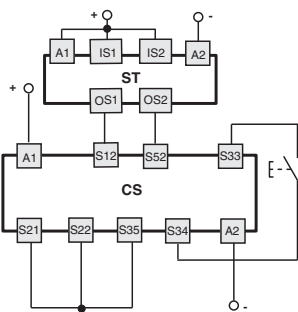 + -
A1 IS1 IS2 A2
ST
OS1 OS2
+
A1 S12 S52 S33
CS
S21 S22 S35 S34 A2
-